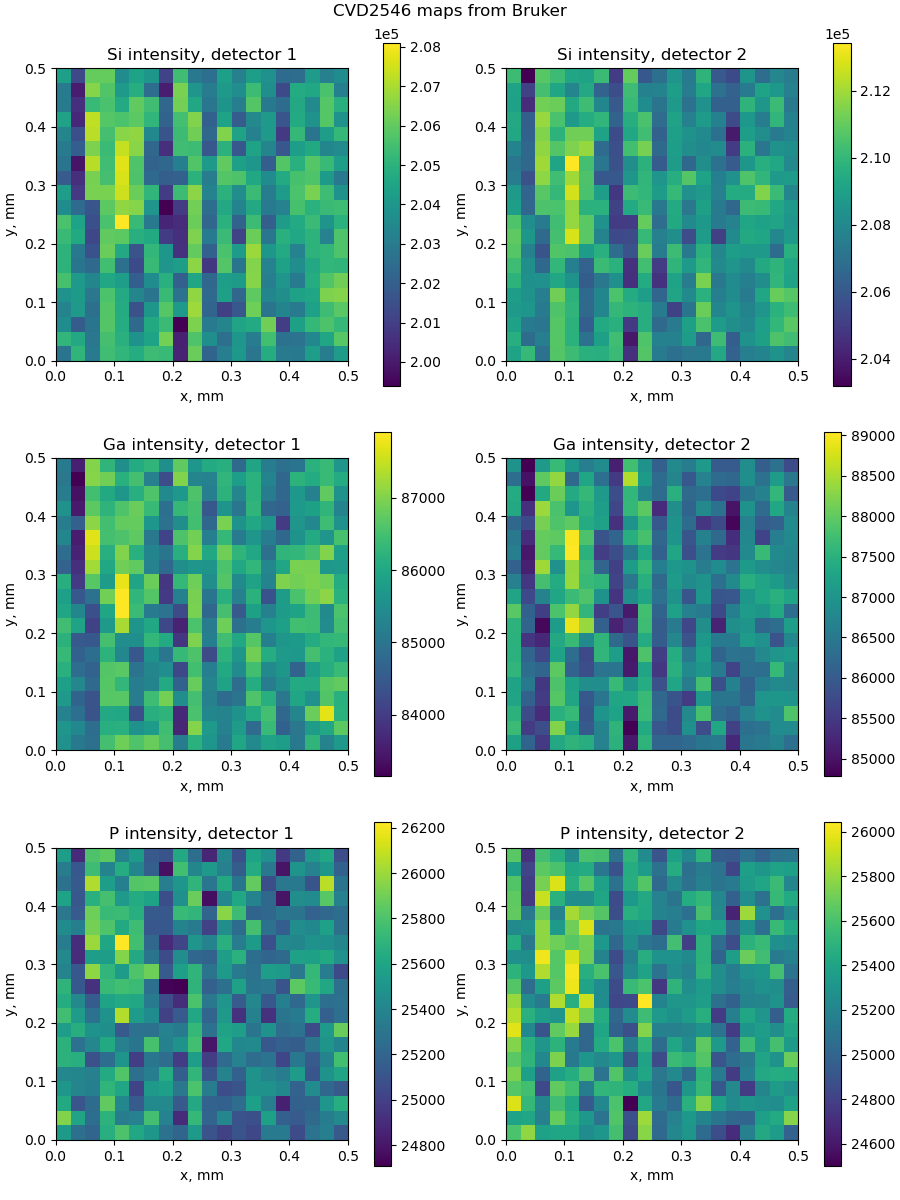 CVD2546 maps from Bruker
Si intensity, detector 1
1e5
0.5
0.4
0.3
0.2
0.1
0.0
y, mm
0.0 0.1 0.2 0.3 0.4 0.5
x, mm
2.08
2.07
2.06
2.05
2.04
2.03
2.02
2.01
2.00
Si intensity, detector 2
1e5
0.5
0.4
0.3
0.2
0.1
0.0
y, mm
0.0 0.1 0.2 0.3 0.4 0.5
x, mm
2.12
2.10
2.08
2.06
2.04
Ga intensity, detector 1
0.5
0.4
0.3
0.2
0.1
0.0
y, mm
0.0 0.1 0.2 0.3 0.4 0.5
x, mm
87000
86000
85000
84000
Ga intensity, detector 2
0.5
0.4
0.3
0.2
0.1
0.0
y, mm
0.0 0.1 0.2 0.3 0.4 0.5
x, mm
89000
88500
88000
87500
87000
86500
86000
85500
85000
P intensity, detector 1
0.5
0.4
0.3
0.2
0.1
0.0
y, mm
0.0 0.1 0.2 0.3 0.4 0.5
x, mm
26200
26000
25800
25600
25400
25200
25000
24800
P intensity, detector 2
0.5
0.4
0.3
0.2
0.1
0.0
y, mm
0.0 0.1 0.2 0.3 0.4 0.5
x, mm
26000
25800
25600
25400
25200
25000
24800
24600